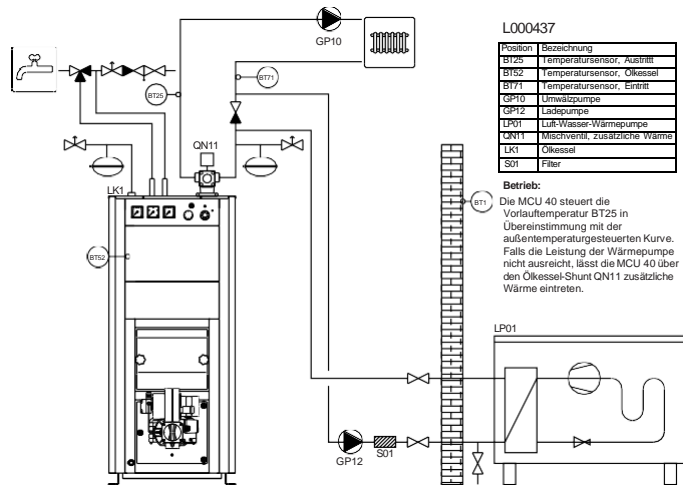 L000437
Position Bezeichnung
BT25 Temperatursensor, Austrittt
BT52 Temperatursensor, Ölkessel
BT71 Temperatursensor, Eintritt
GP10 Umwälzpumpe
GP12 Ladepumpe
LP01 Luft-Wasser-Wärmepumpe
QN11 Mischventil, zusätzliche Wärme
LK1 Ölkessel
S01 Filter
Betrieb:
Die MCU 40 steuert die
Vorlauftemperatur BT25 in
Übereinstimmung mit der
außentemperaturgesteuerten Kurve.
Falls die Leistung der Wärmepumpe
nicht ausreicht, lässt die MCU 40 über
den Ölkessel-Shunt QN11 zusätzliche
Wärme eintreten.
GP10
BT71
BT25
QN11
LK1
BT1
BT52
LP01
GP12
S01